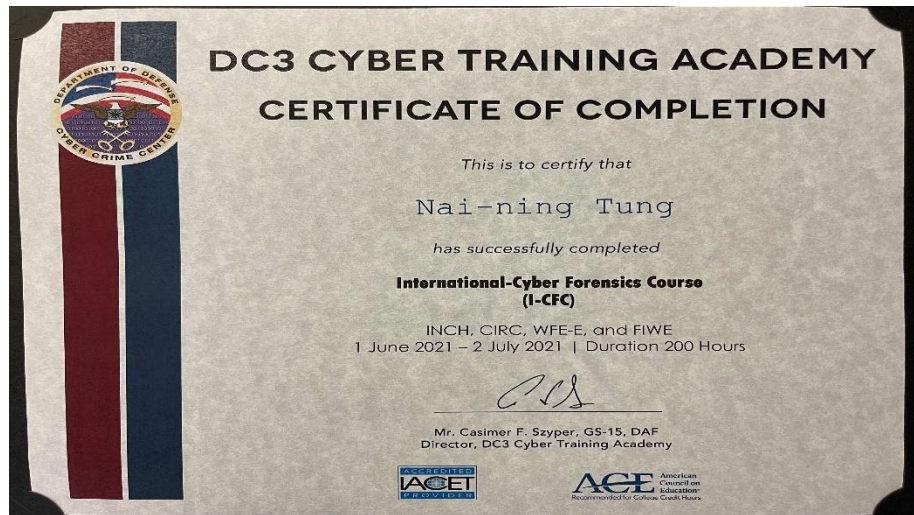 DC3 CYBER TRAINING ACADEMY
CERTIFICATE OF COMPLETION
DEPARTMENT OF DEFENSE
CYBER CRIME CENTER
This is to certify that
Nai-ning Tung
has successfully completed
International-Cyber Forensics Course
(I-CFC)
INCH, CIRC, WFE-E, and FIWE
1 June 2021 – 2 July 2021 | Duration 200 Hours
Mr. Casimer F. Szyper, GS-15, DAF
Director, DC3 Cyber Training Academy
ACCREDITED
IACET
PROVIDER
ACE
American
Council on
Education
Recommended for College Credit Hours